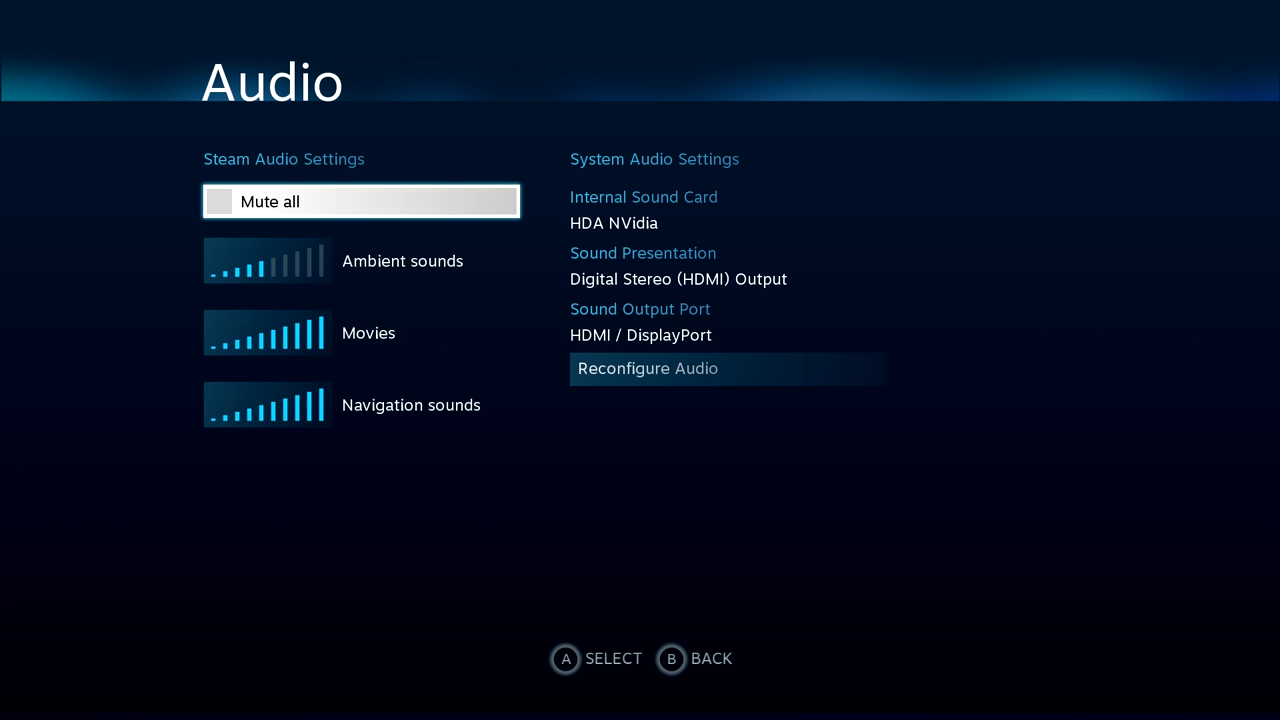 Audio
Steam Audio Settings
Mute all
Ambient sounds
Movies
Navigation sounds
System Audio Settings
Internal Sound Card
HDA NVidia
Sound Presentation
Digital Stereo (HDMI) Output
Sound Output Port
HDMI / DisplayPort
Reconfigure Audio
A SELECT B BACK